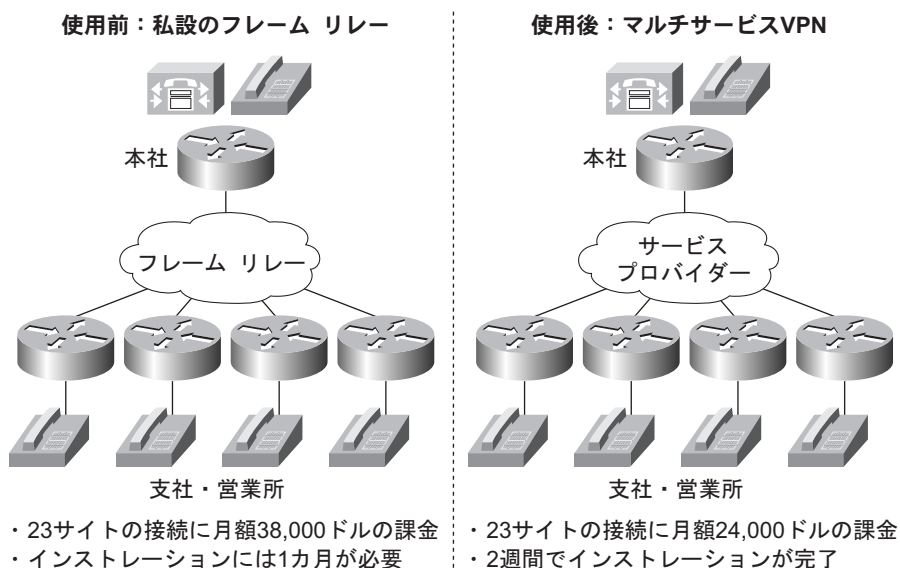 使用前：私設のフレーム リレー
本社
フレーム リレー
支社・営業所
・23サイトの接続に月額38,000ドルの課金
・インストレーションには1カ月が必要
使用後：マルチサービスVPN
本社
サービス
プロバイダー
支社・営業所
・23サイトの接続に月額24,000ドルの課金
・2週間でインストレーションが完了